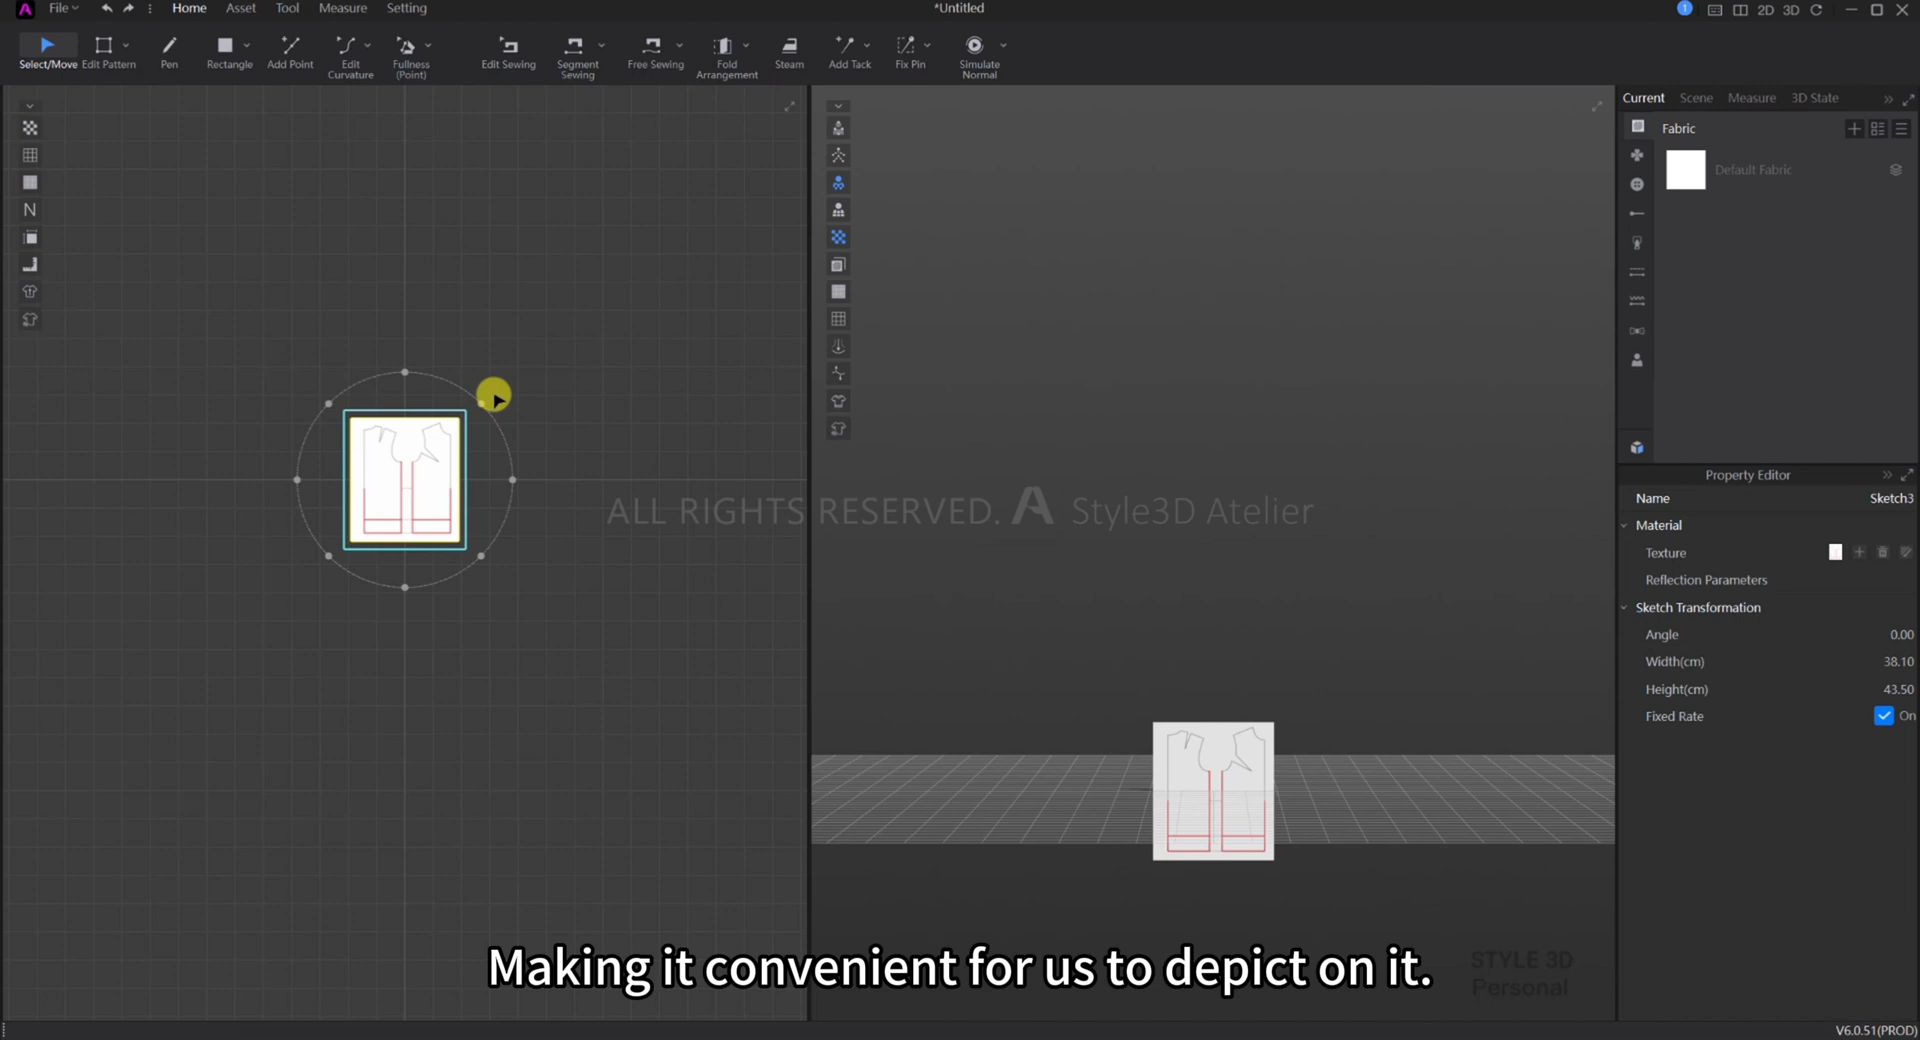 File Home Asset Tool Measure Setting *Untitled 1 2D 3D
Select/Move Edit Pattern Pen Rectangle Add Point Edit Curvature Fullness (Point) Edit Sewing Segment Sewing Free Sewing Fold Arrangement Steam Add Tack Fix Pin Simulate Normal
Current Scene Measure 3D State
Fabric
Default Fabric
N
ALL RIGHTS RESERVED. Style3D Atelier
Property Editor
Name Sketch3
Material
Texture
Reflection Parameters
Sketch Transformation
Angle 0.00
Width(cm) 38.10
Height(cm) 43.50
Fixed Rate On
Making it convenient for us to depict on it.
STYLE 3D
Personal
V6.0.51(PROD)